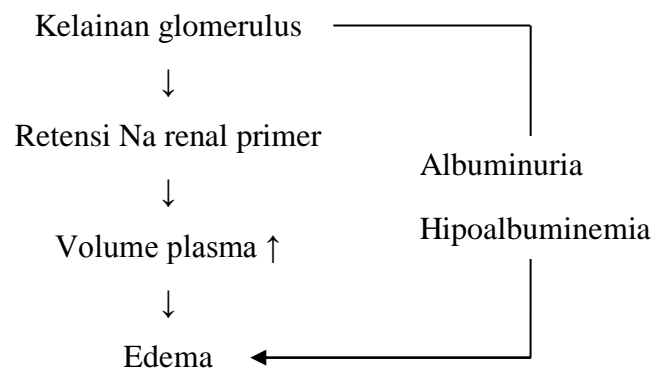 Kelainan glomerulus
↓
Retensi Na renal primer
↓
Volume plasma ↑
↓
Edema
Albuminuria
Hipoalbuminemia